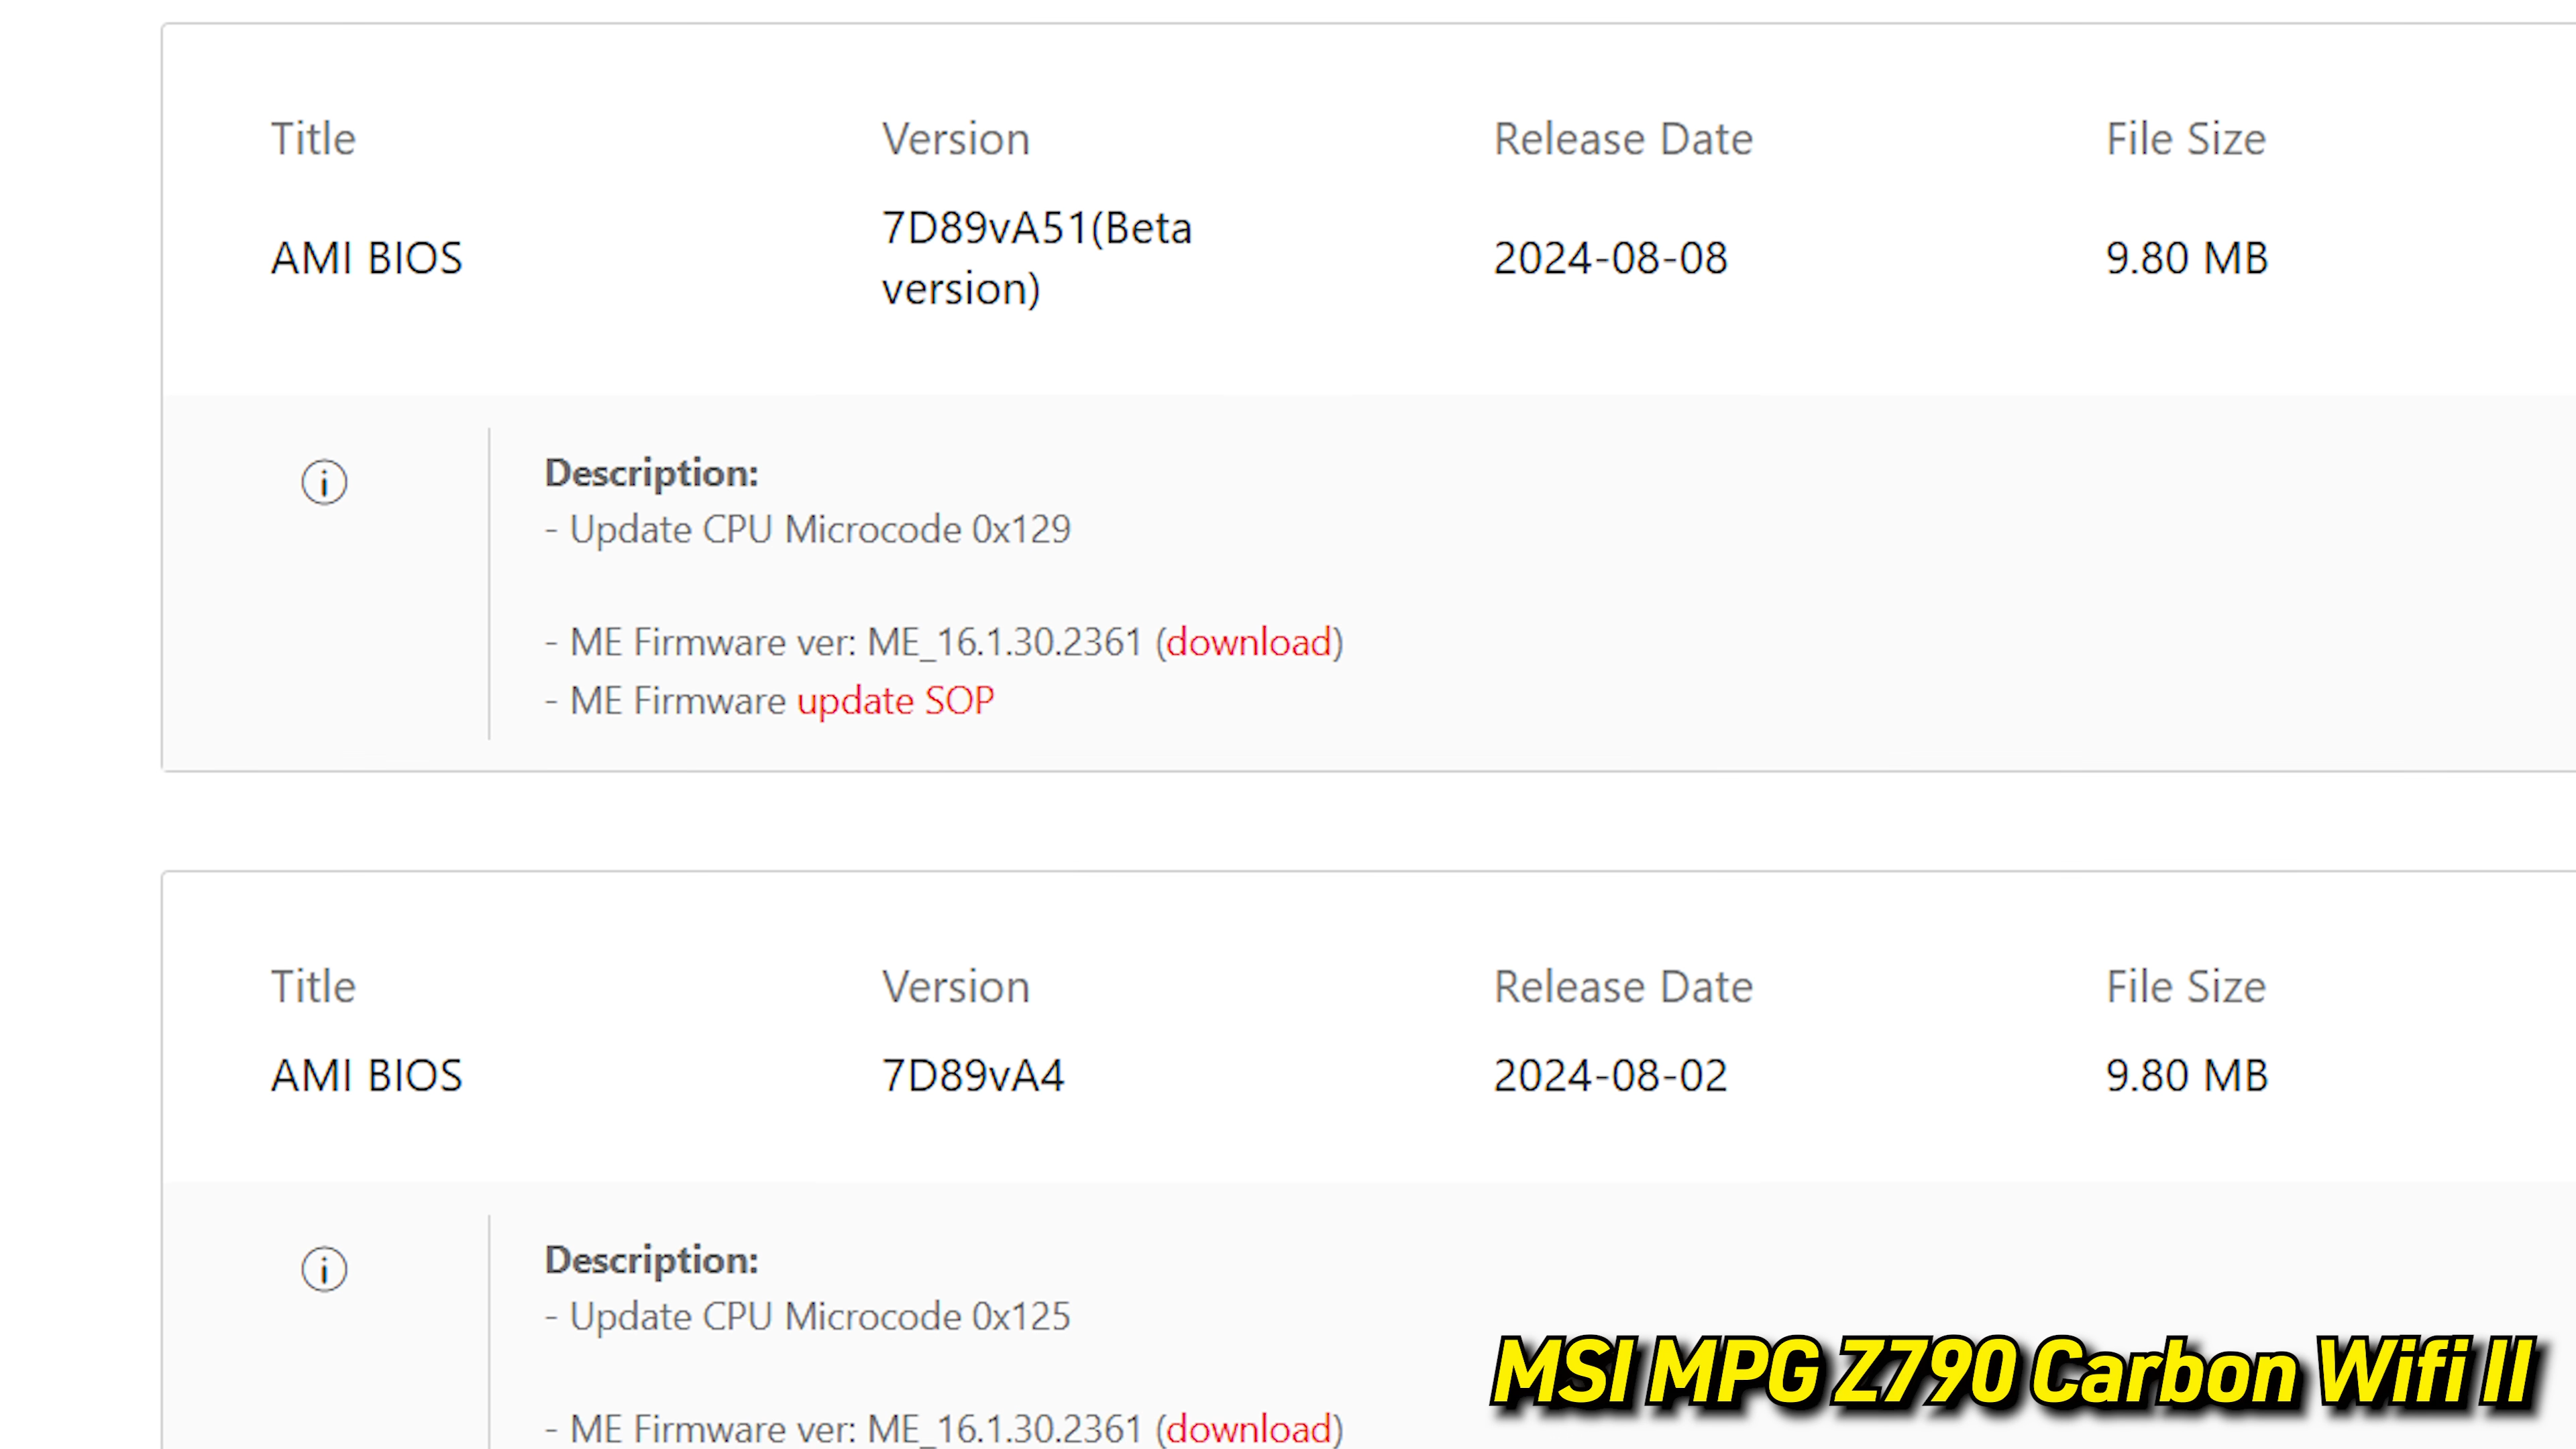 Title Version Release Date File Size
AMI BIOS 7D89vA51(Beta version) 2024-08-08 9.80 MB
Description:
- Update CPU Microcode 0x129
- ME Firmware ver: ME_16.1.30.2361 (download)
- ME Firmware update SOP
Title Version Release Date File Size
AMI BIOS 7D89vA4 2024-08-02 9.80 MB
Description:
- Update CPU Microcode 0x125
- ME Firmware ver: ME_16.1.30.2361 (download)
MSI MPG Z790 Carbon Wifi II